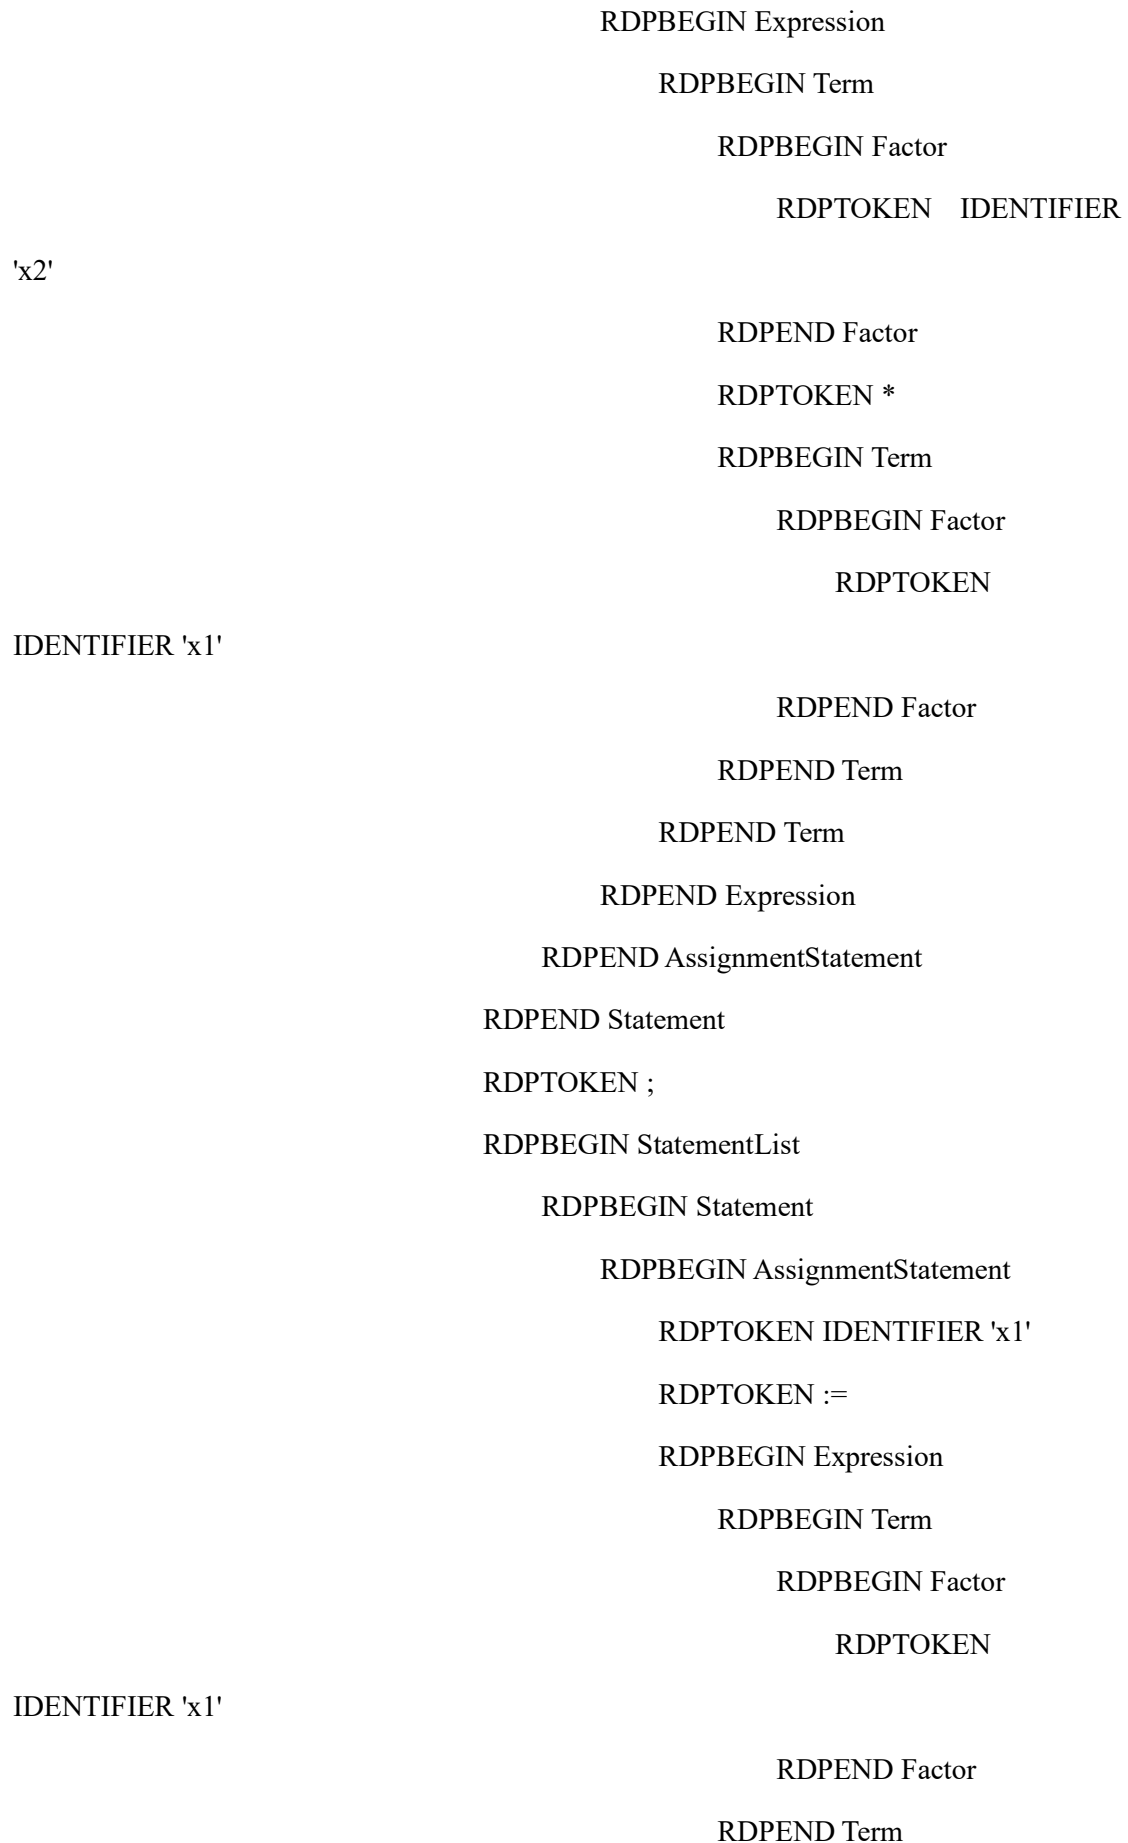 RDPBEGIN Expression
RDPBEGIN Term
RDPBEGIN Factor
RDPTOKEN IDENTIFIER
'x2'
RDPEND Factor
RDPTOKEN *
RDPBEGIN Term
RDPBEGIN Factor
RDPTOKEN
IDENTIFIER 'x1'
RDPEND Factor
RDPEND Term
RDPEND Term
RDPEND Expression
RDPEND AssignmentStatement
RDPEND Statement
RDPTOKEN ;
RDPBEGIN StatementList
RDPBEGIN Statement
RDPBEGIN AssignmentStatement
RDPTOKEN IDENTIFIER 'x1'
RDPTOKEN :=
RDPBEGIN Expression
RDPBEGIN Term
RDPBEGIN Factor
RDPTOKEN
IDENTIFIER 'x1'
RDPEND Factor
RDPEND Term